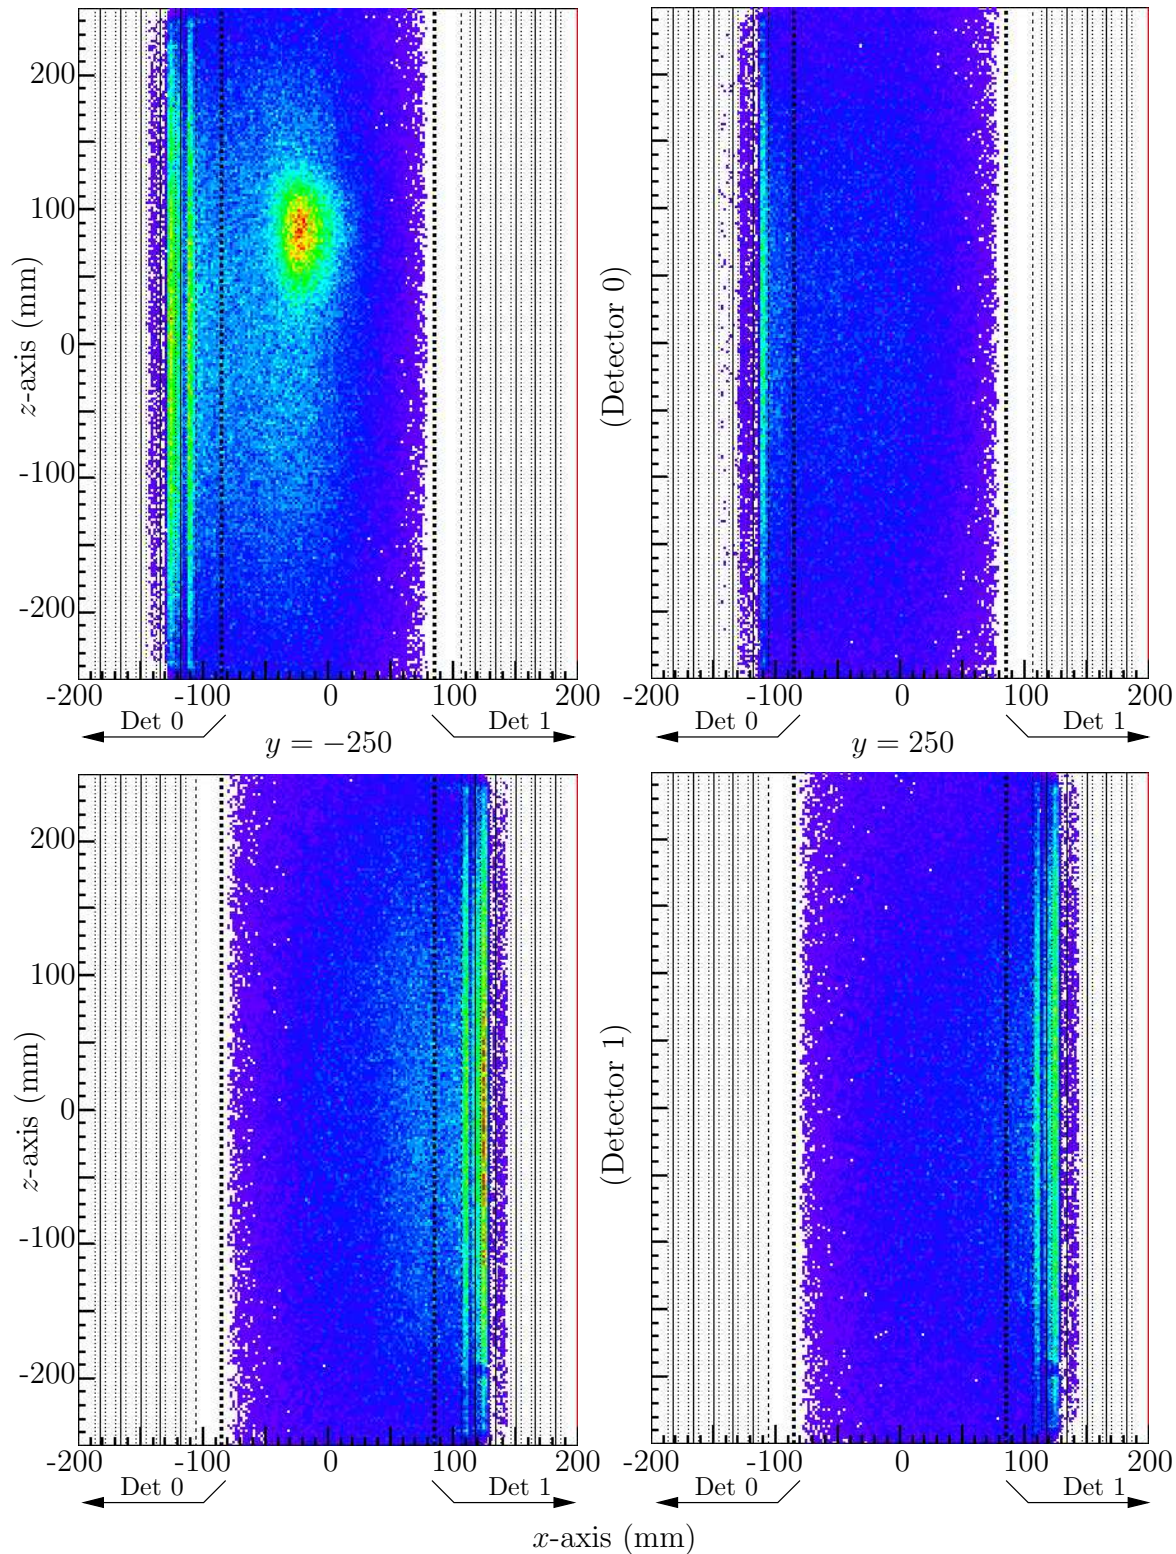 200
100
0
-100
-200
z-axis (mm)
-200 -100 0 100 200
Det 0 Det 1
y = −250
(Detector 0)
-200 -100 0 100 200
Det 0 Det 1
y = 250
200
100
0
-100
-200
z-axis (mm)
-200 -100 0 100 200
Det 0 Det 1
(Detector 1)
-200 -100 0 100 200
Det 0 Det 1
x-axis (mm)